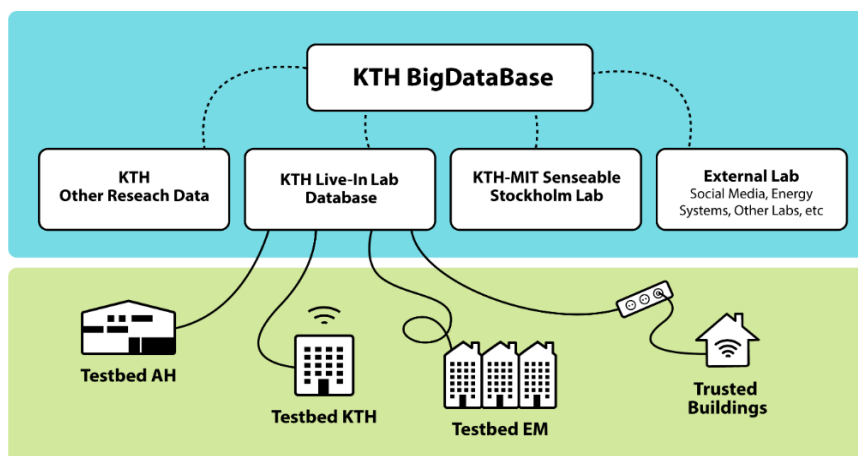 KTH BigDataBase
KTH
Other Reseach Data
KTH Live-In Lab
Database
KTH-MIT Senseable
Stockholm Lab
External Lab
Social Media, Energy
Systems, Other Labs, etc
Testbed AH
Testbed KTH
Testbed EM
Trusted
Buildings